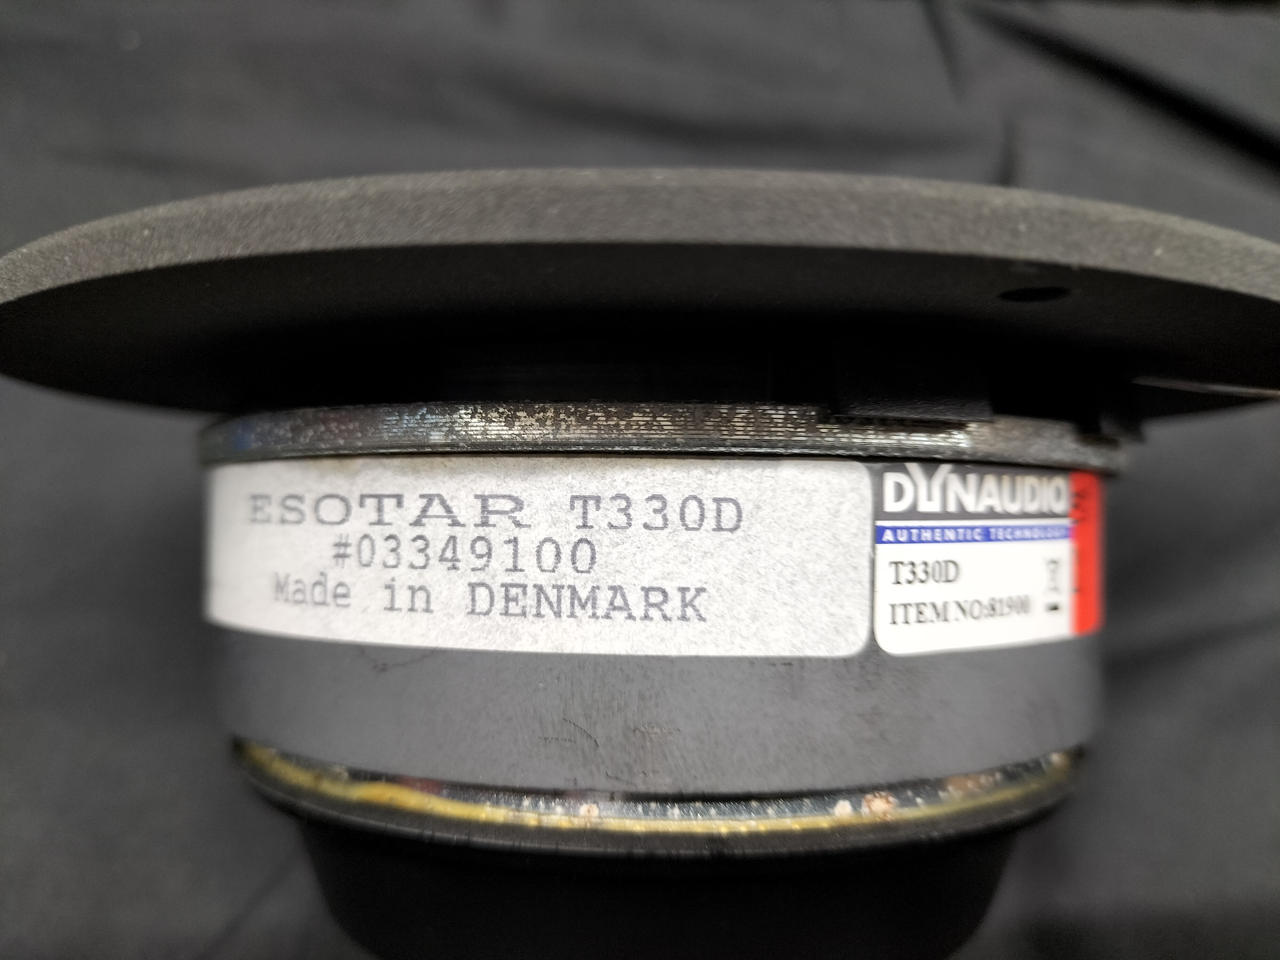 ESOTAR T330D
#03349100
Made in DENMARK
DYNAUDIO
AUTHENTIC TECHNOLOGY
T330D
ITEM NO:81900